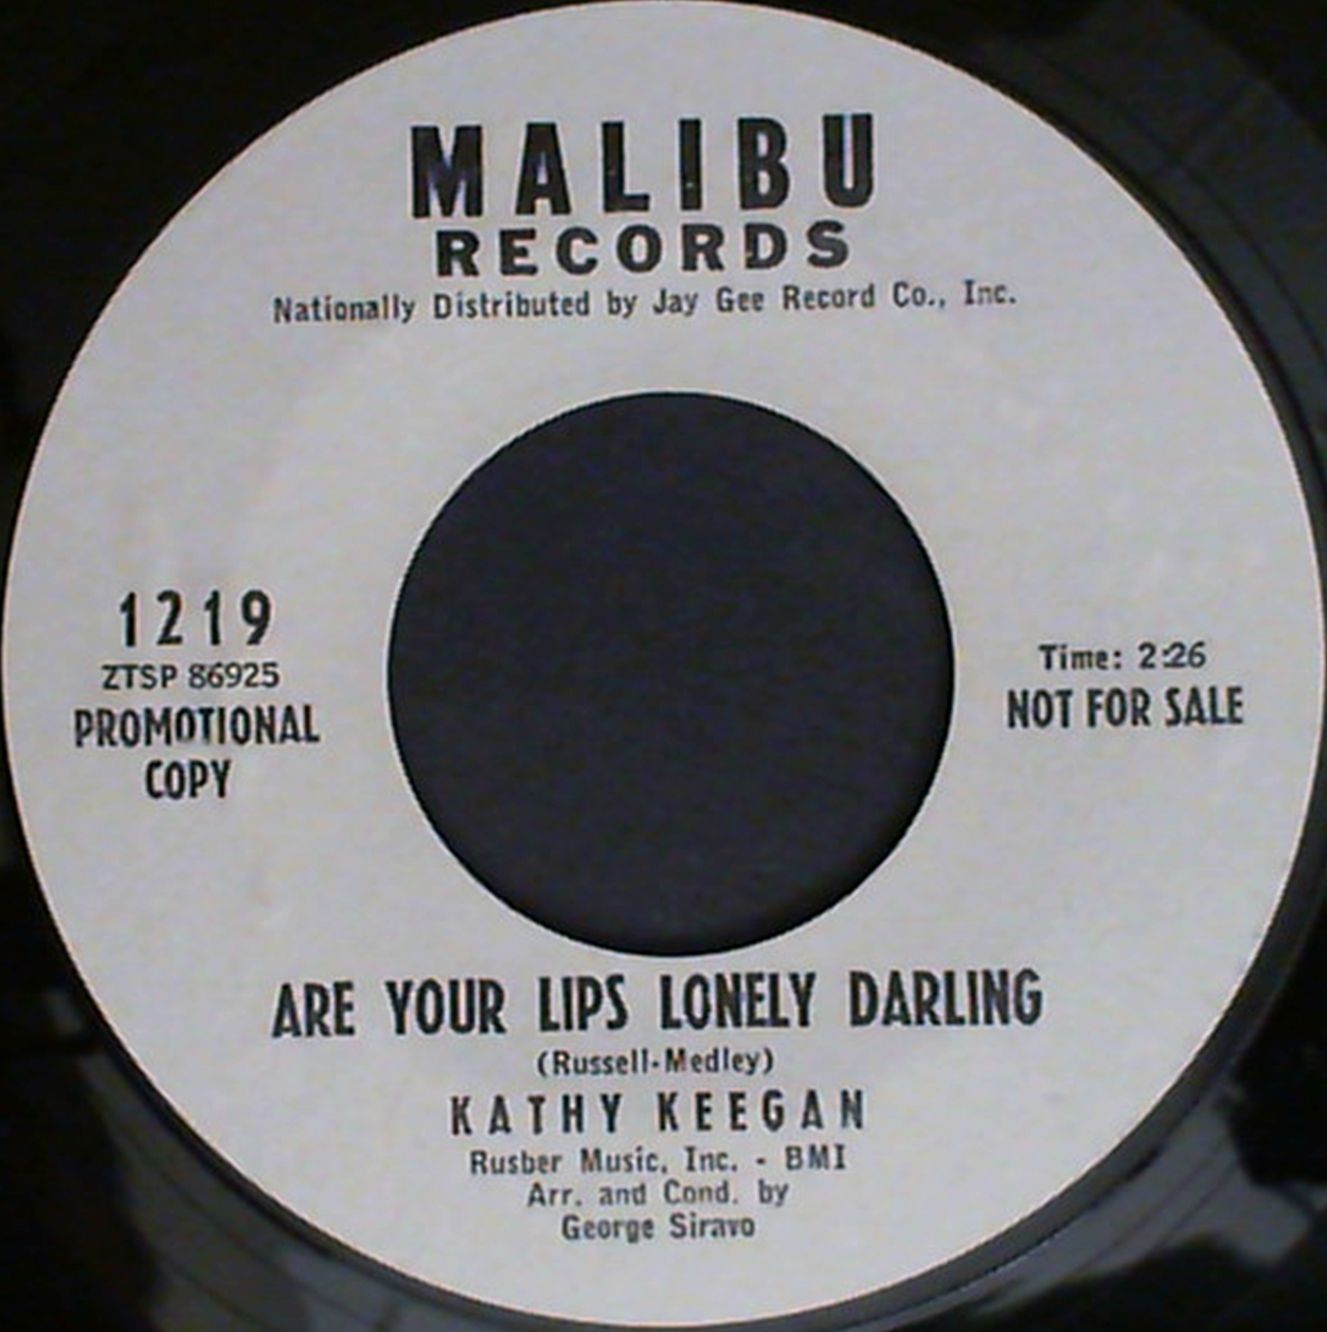 MALIBU
RECORDS
Nationally Distributed by Jay Gee Record Co., Inc.
1219
ZTSP 86925
PROMOTIONAL
COPY
Time: 2:26
NOT FOR SALE
ARE YOUR LIPS LONELY DARLING
(Russell-Medley)
KATHY KEEGAN
Rusber Music, Inc. - BMI
Arr. and Cond. by
George Siravo